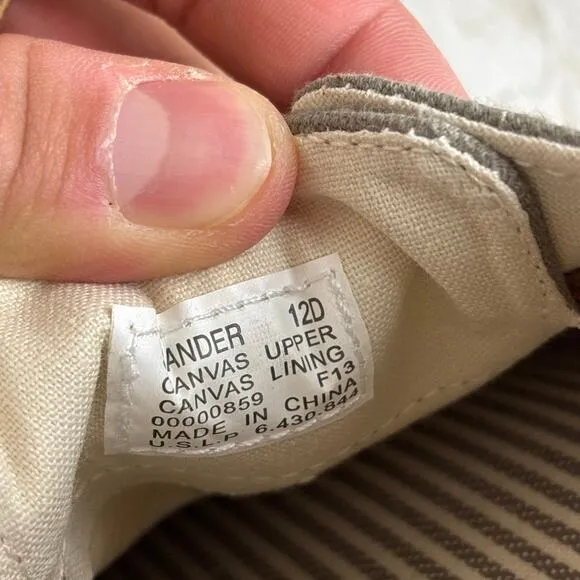 ANDER 12D
CANVAS UPPER
CANVAS LINING
00000859 F13
MADE IN CHINA
U.S.L.P 6.430.844